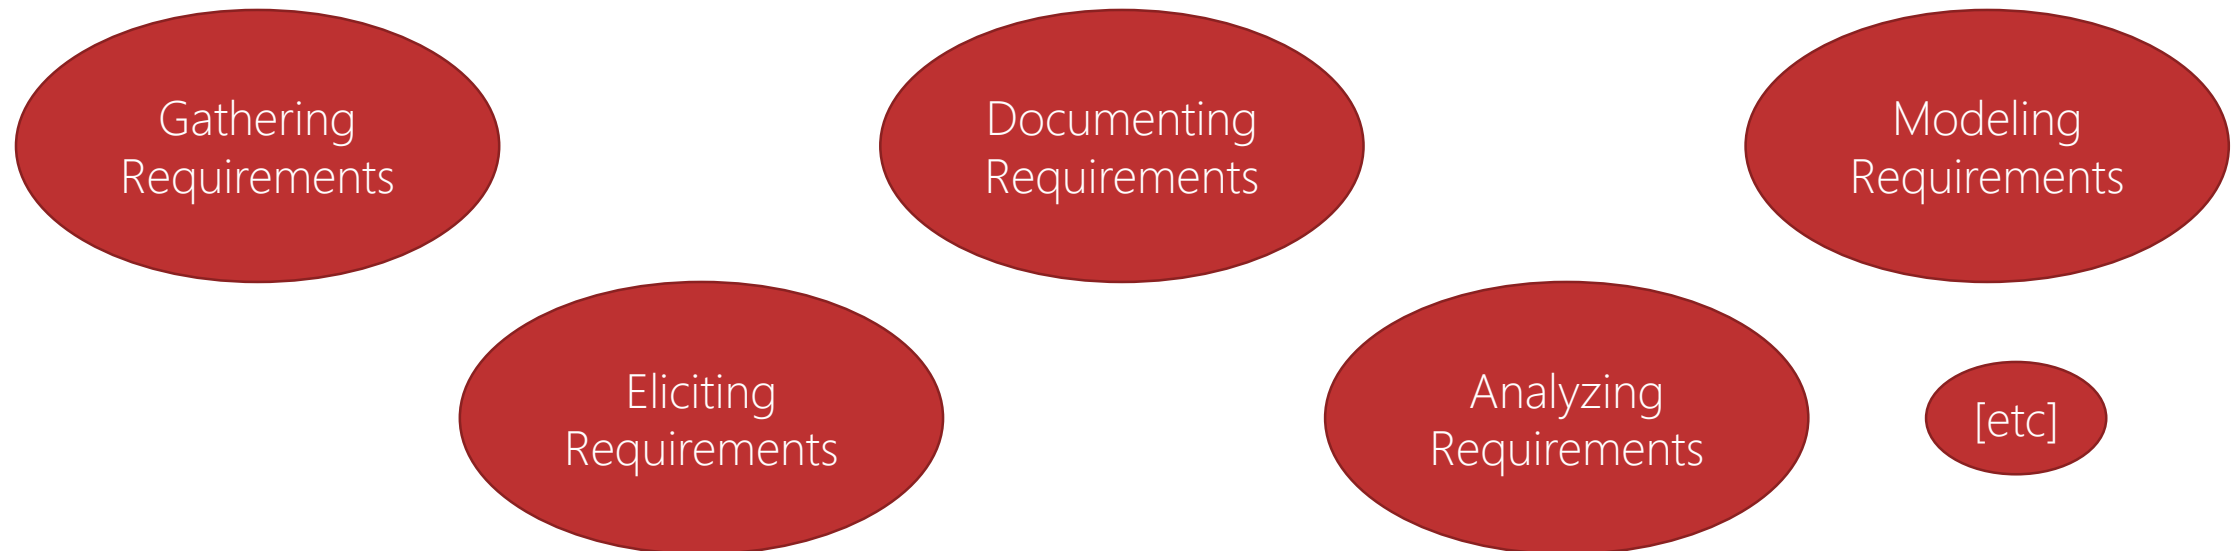 Gathering
Requirements
Documenting
Requirements
Modeling
Requirements
Eliciting
Requirements
Analyzing
Requirements
[etc]